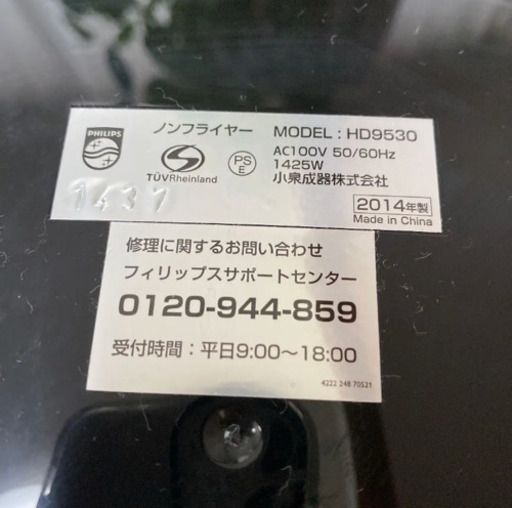 PHILIPS
ノンフライヤー MODEL : HD9530
TÜVRheinland
PS
E
AC100V 50/60Hz
1425W
小泉成器株式会社
2014年製
Made in China
1437
修理に関するお問い合わせ
フィリップスサポートセンター
0120-944-859
受付時間：平日9:00〜18:00
4222 248 70521